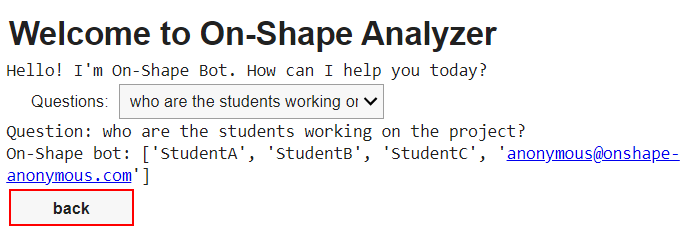 Welcome to On-Shape Analyzer
Hello! I'm On-Shape Bot. How can I help you today?
Questions: who are the students working or
Question: who are the students working on the project?
On-Shape bot: ['StudentA', 'StudentB', 'StudentC', 'anonymous@onshape-
anonymous.com']
back